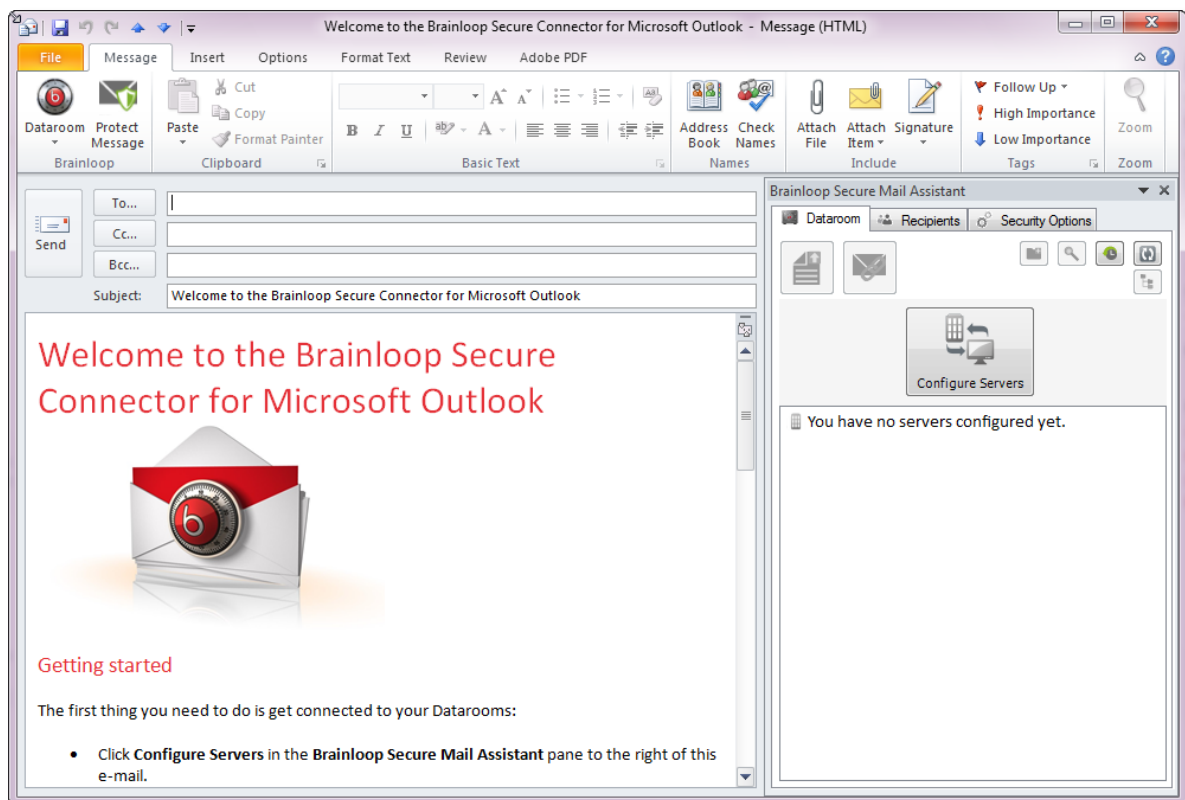 Welcome to the Brainloop Secure Connector for Microsoft Outlook - Message (HTML)
File Message Insert Options Format Text Review Adobe PDF
Dataroom
Protect Message
Brainloop
Paste
Cut
Copy
Format Painter
Clipboard
Basic Text
Address Book
Check Names
Names
Attach File
Attach Item
Signature
Include
Follow Up
High Importance
Low Importance
Tags
Zoom
Zoom
Send
To...
Cc...
Bcc...
Subject: Welcome to the Brainloop Secure Connector for Microsoft Outlook
Welcome to the Brainloop Secure
Connector for Microsoft Outlook
Getting started
The first thing you need to do is get connected to your Datarooms:
• Click Configure Servers in the Brainloop Secure Mail Assistant pane to the right of this
e-mail.
Brainloop Secure Mail Assistant
Dataroom Recipients Security Options
Configure Servers
You have no servers configured yet.